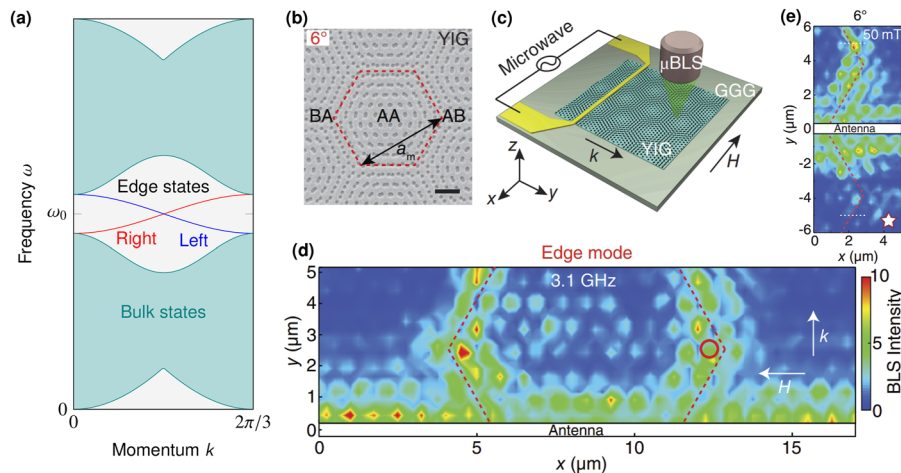 (a)
Frequency ω
ω0
0
Edge states
Right
Left
Bulk states
0
2π/3
Momentum k
(b)
6°
YIG
BA
AA
AB
am
(c)
Microwave
μBLS
GGG
YIG
k
H
z
x
y
(e)
6°
50 mT
y (μm)
6
4
2
0
Antenna
-2
-4
-6
0
2
4
x (μm)
(d)
Edge mode
3.1 GHz
y (μm)
5
4
3
2
1
0
k
H
Antenna
0
5
10
15
x (μm)
10
5
0
BLS Intensity